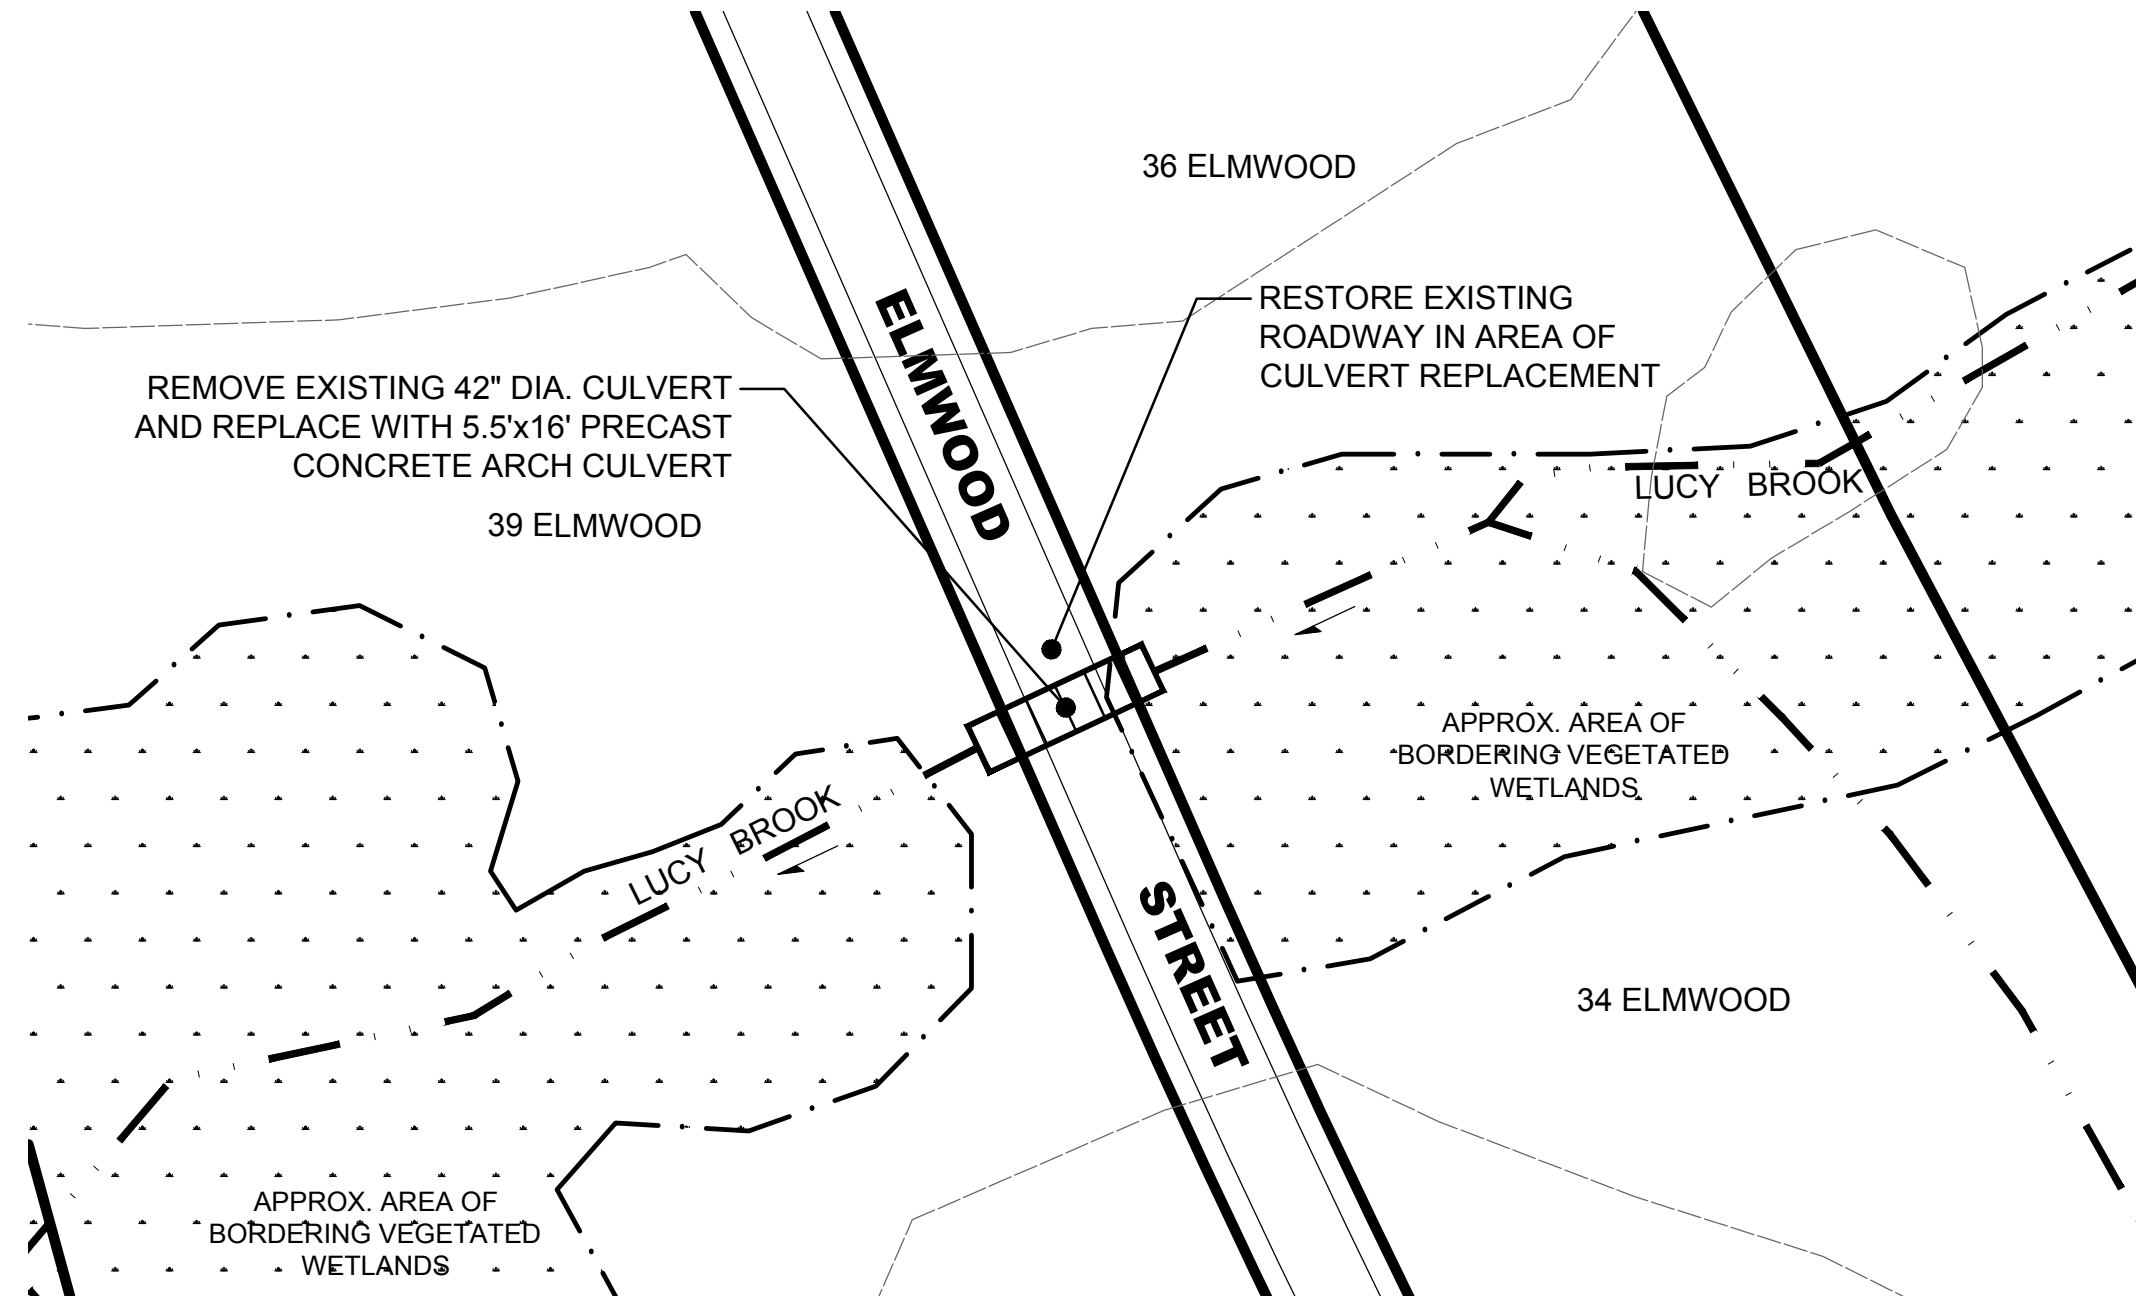 36 ELMWOOD
RESTORE EXISTING
ROADWAY IN AREA OF
CULVERT REPLACEMENT
REMOVE EXISTING 42" DIA. CULVERT
AND REPLACE WITH 5.5'x16' PRECAST
CONCRETE ARCH CULVERT
39 ELMWOOD
ELMWOOD
STREET
LUCY BROOK
LUCY BROOK
APPROX. AREA OF
BORDERING VEGETATED
WETLANDS
34 ELMWOOD
APPROX. AREA OF
BORDERING VEGETATED
WETLANDS